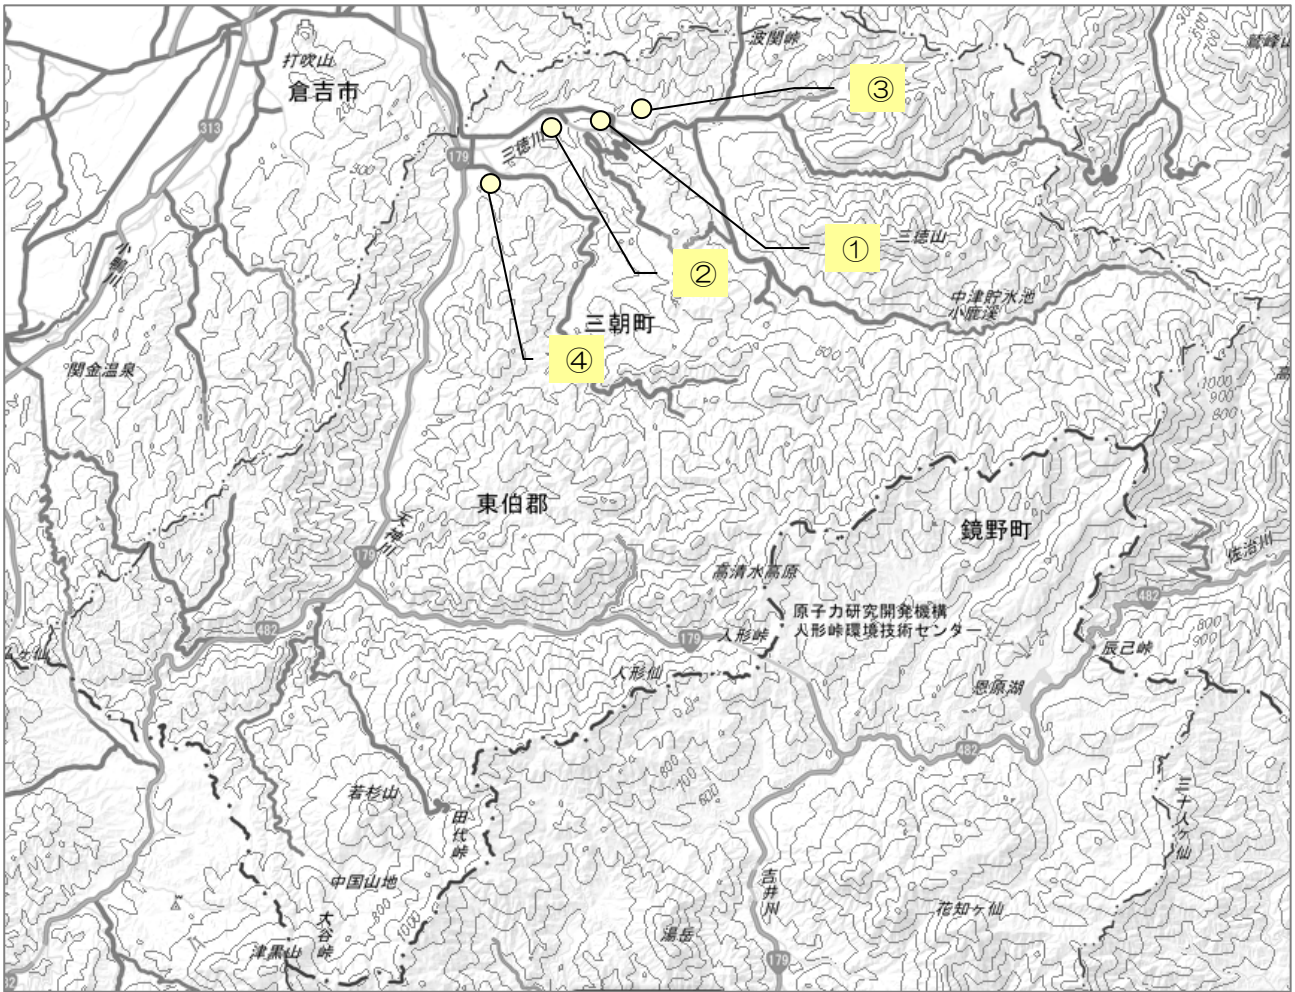 波関峠
鷲峰山
打吹山
倉吉市
③
313
三徳川
179
300
小鴨川
①
三徳山
②
中津貯水池
小鹿渓
三朝町
500
④
関金温泉
1000
900
800
東伯郡
天神川
鏡野町
179
佐治川
高清水高原
482
原子力研究開発機構
人形峠環境技術センター
800
900
482
179
人形峠
辰巳峠
人形仙
恩原湖
482
800
700
600
若杉山
田代峠
三十人ヶ仙
中国山地
800
1000
吉井川
花知ヶ仙
大谷峠
湯岳
津黒山
179